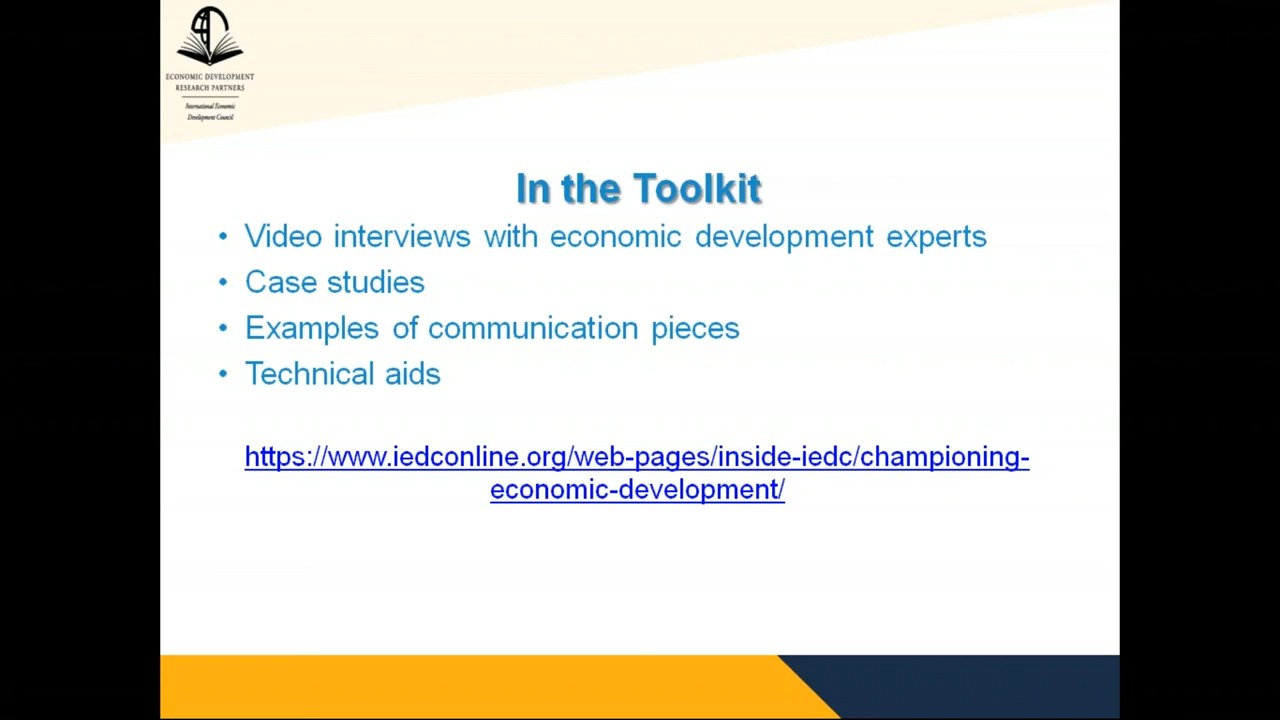 ECONOMIC DEVELOPMENT
RESEARCH PARTNERS
International Economic
Development Council
In the Toolkit
• Video interviews with economic development experts
• Case studies
• Examples of communication pieces
• Technical aids
https://www.iedconline.org/web-pages/inside-iedc/championing-
economic-development/